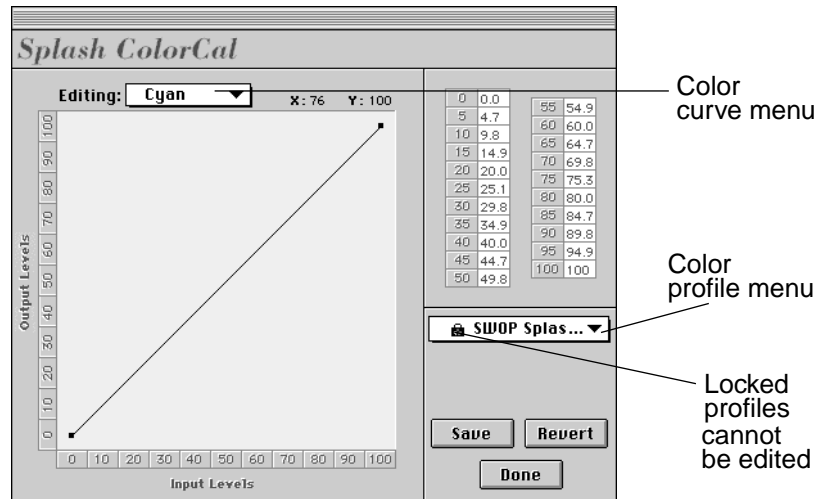 Splash ColorCal
Editing: Cyan
X: 76 Y: 100
Output Levels
100
90
80
70
60
50
40
30
20
10
0
0 10 20 30 40 50 60 70 80 90 100
Input Levels
0 0.0
5 4.7
10 9.8
15 14.9
20 20.0
25 25.1
30 29.8
35 34.9
40 40.0
45 44.7
50 49.8
55 54.9
60 60.0
65 64.7
70 69.8
75 75.3
80 80.0
85 84.7
90 89.8
95 94.9
100 100
SWOP Splas...
Save Revert
Done
Color
curve menu
Color
profile menu
Locked
profiles
cannot
be edited